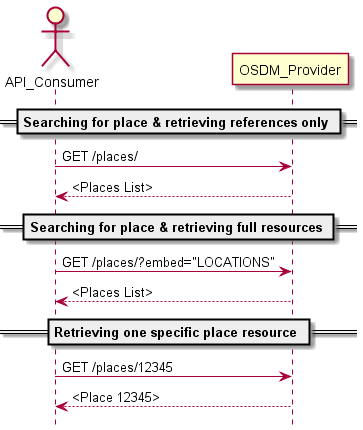 API_Consumer
OSDM_Provider
Searching for place & retrieving references only
GET /places/
<Places List>
Searching for place & retrieving full resources
GET /places/?embed="LOCATIONS"
<Places List>
Retrieving one specific place resource
GET /places/12345
<Place 12345>